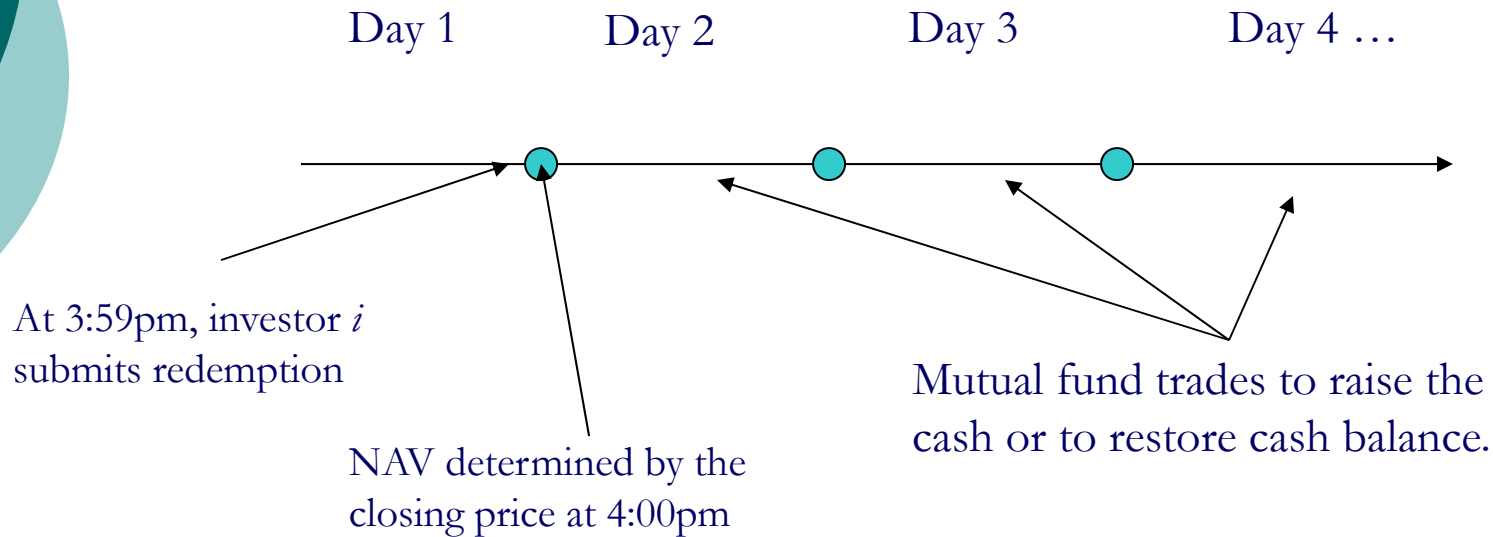 Day 1
Day 2
Day 3
Day 4 …
At 3:59pm, investor i
submits redemption
NAV determined by the
closing price at 4:00pm
Mutual fund trades to raise the
cash or to restore cash balance.